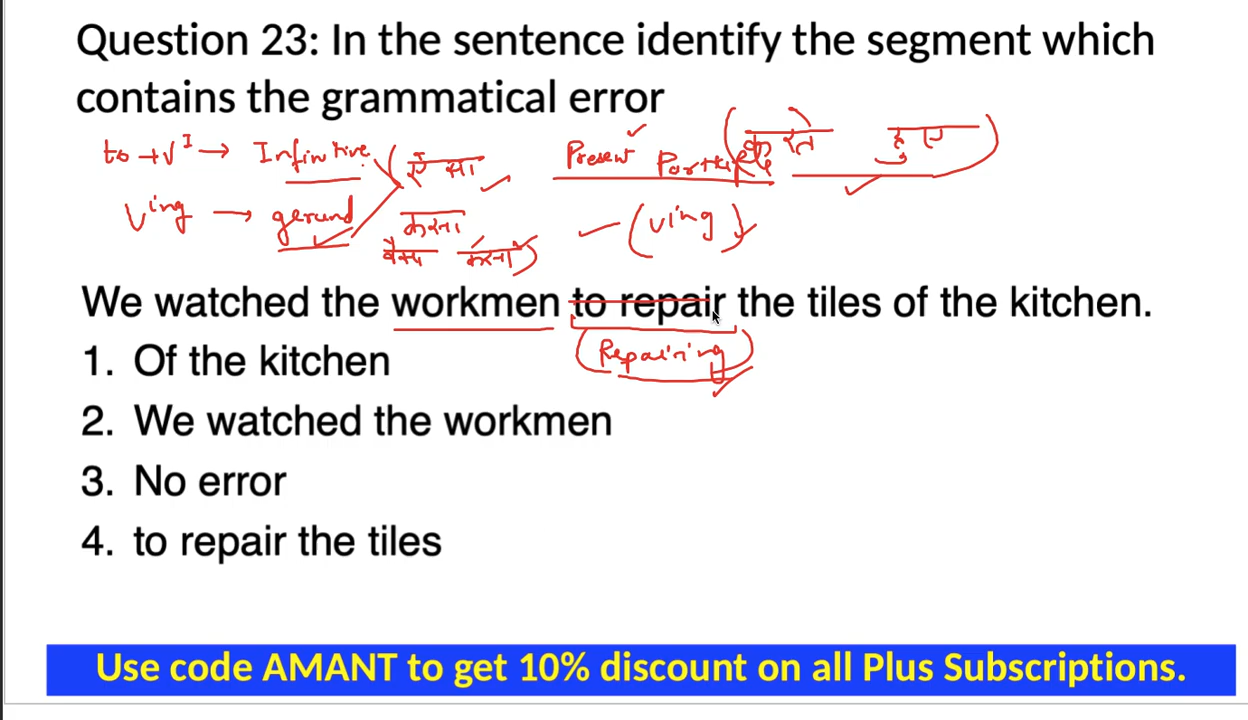 Question 23: In the sentence identify the segment which
contains the grammatical error
to + V¹ → Infinitive
Present Participle
करते हुए
Ving → gerund
करना
(Ving)
We watched the workmen to repair the tiles of the kitchen.
(Repairing)
1. Of the kitchen
2. We watched the workmen
3. No error
4. to repair the tiles
Use code AMANT to get 10% discount on all Plus Subscriptions.